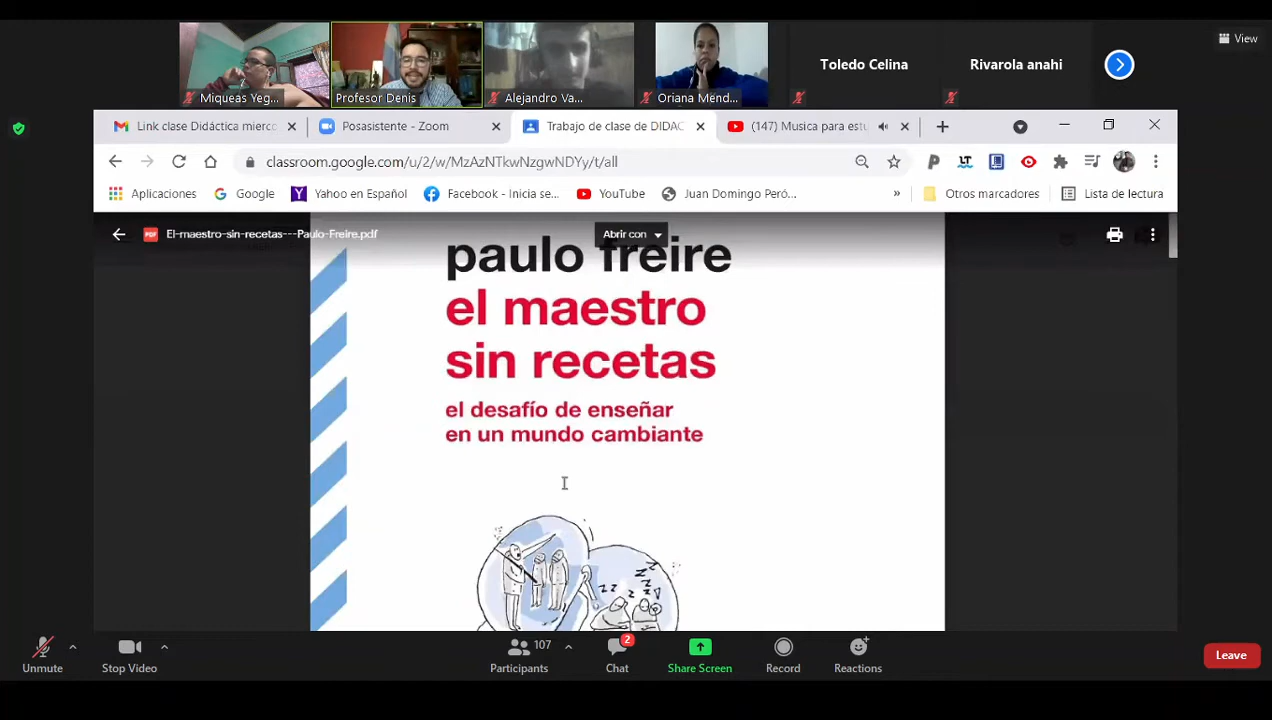 View
Miqueas Yeg...
Profesor Denis
Alejandro Va...
Oriana Mend...
Toledo Celina
Rivarola anahi
Link clase Didáctica mierc
Posasistente - Zoom
Trabajo de clase de DIDAC
(147) Musica para estu
classroom.google.com/u/2/w/MzAzNTkwNzgwNDYy/t/all
Aplicaciones
Google
Yahoo en Español
Facebook - Inicia se...
YouTube
Juan Domingo Peró...
»
Otros marcadores
Lista de lectura
PDF
El-maestro-sin-recetas---Paulo-Freire.pdf
Abrir con
paulo freire
el maestro
sin recetas
el desafío de enseñar
en un mundo cambiante
z z z
z z z z
Unmute
Stop Video
Participants
107
Chat
2
Share Screen
Record
Reactions
Leave